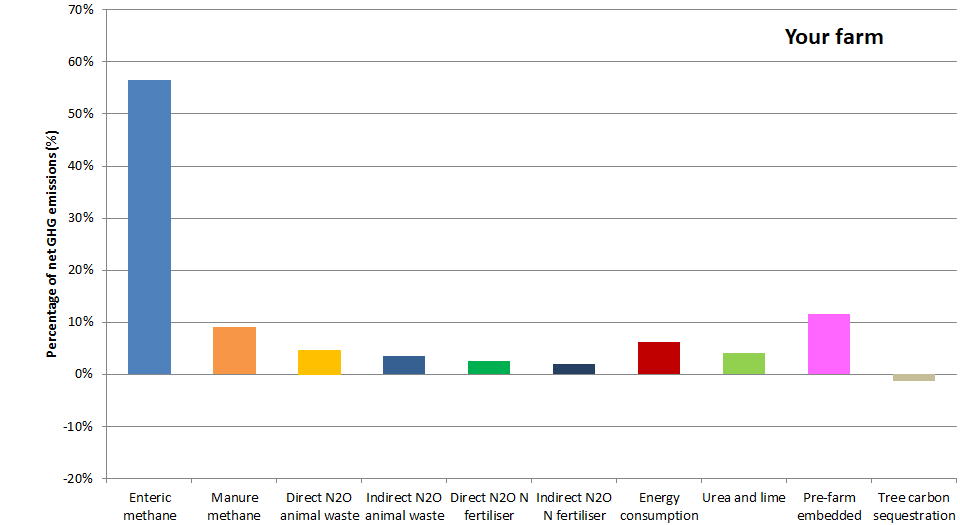 Your farm
Percentage of net GHG emissions (%)
70%
60%
50%
40%
30%
20%
10%
0%
-10%
-20%
Enteric
methane
Manure
methane
Direct N2O
animal waste
Indirect N2O
animal waste
Direct N2O N
fertiliser
Indirect N2O
N fertiliser
Energy
consumption
Urea and lime
Pre-farm
embedded
Tree carbon
sequestration